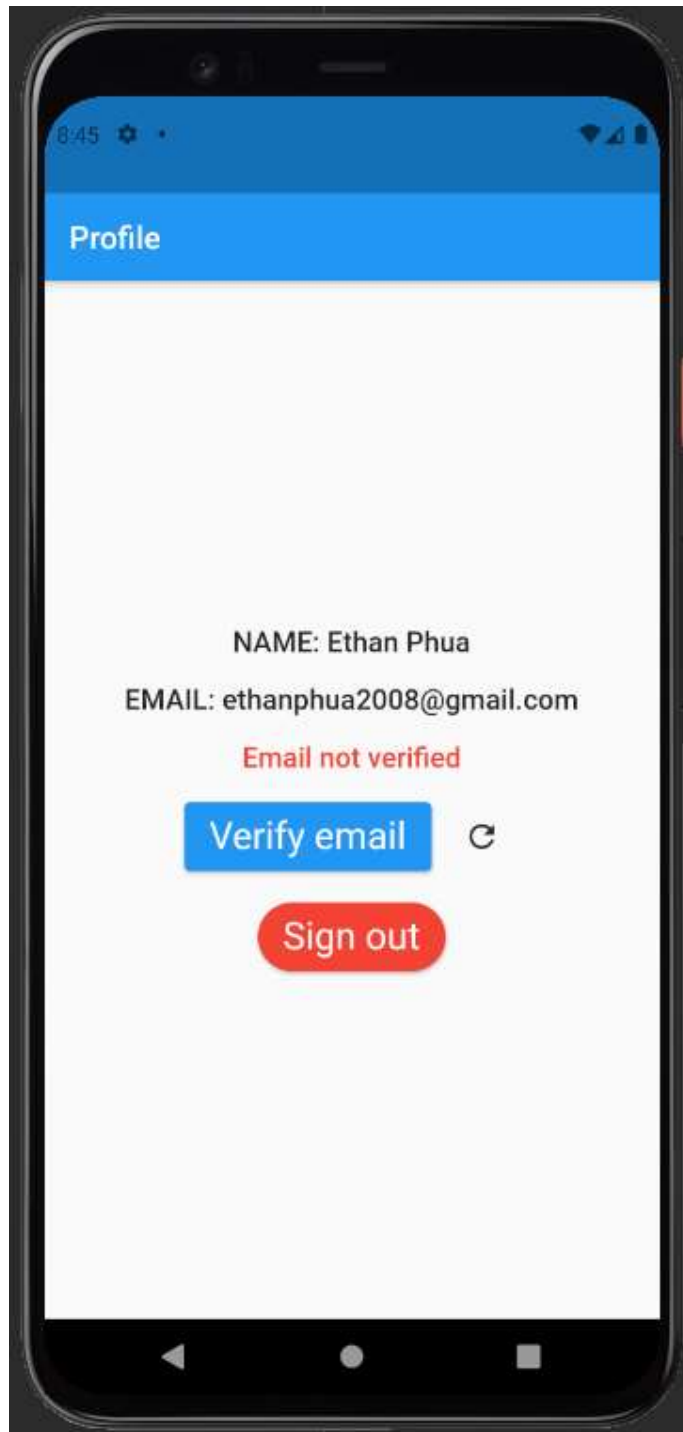 8:45
Profile
NAME: Ethan Phua
EMAIL: ethanphua2008@gmail.com
Email not verified
Verify email
Sign out